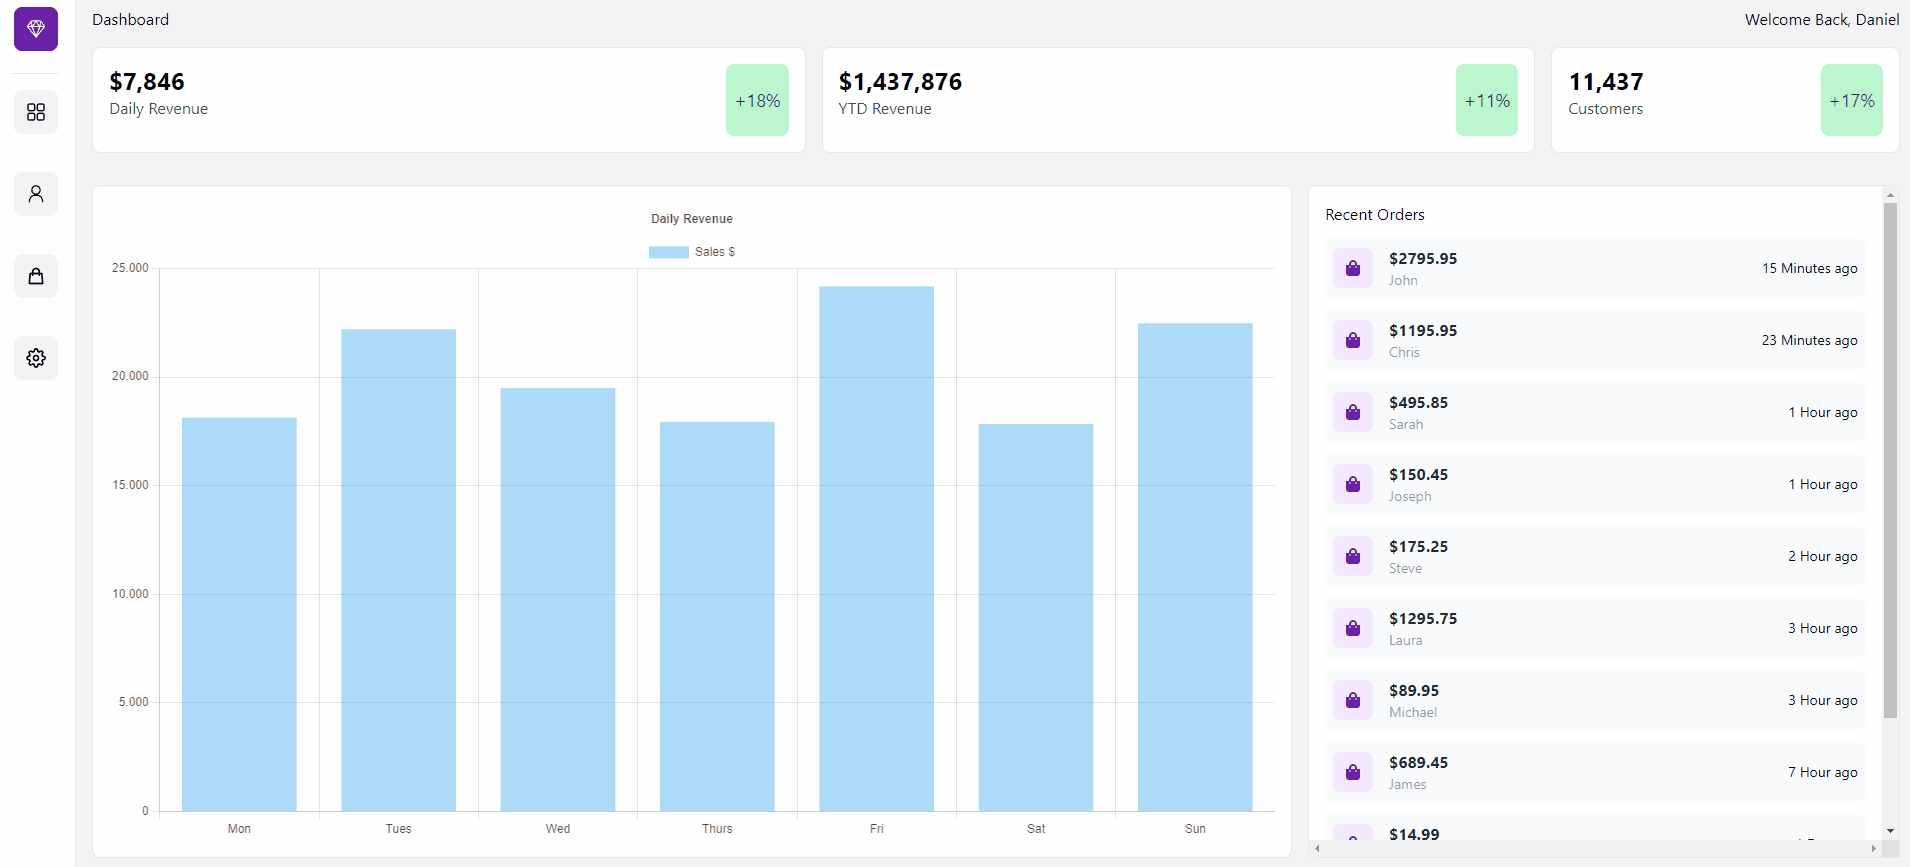 Dashboard
Welcome Back, Daniel
$7,846
Daily Revenue
+18%
$1,437,876
YTD Revenue
+11%
11,437
Customers
+17%
Daily Revenue
Sales $
25.000
20.000
15.000
10.000
5.000
0
Mon Tues Wed Thurs Fri Sat Sun
Recent Orders
$2795.95
John
15 Minutes ago
$1195.95
Chris
23 Minutes ago
$495.85
Sarah
1 Hour ago
$150.45
Joseph
1 Hour ago
$175.25
Steve
2 Hour ago
$1295.75
Laura
3 Hour ago
$89.95
Michael
3 Hour ago
$689.45
James
7 Hour ago
$14.99